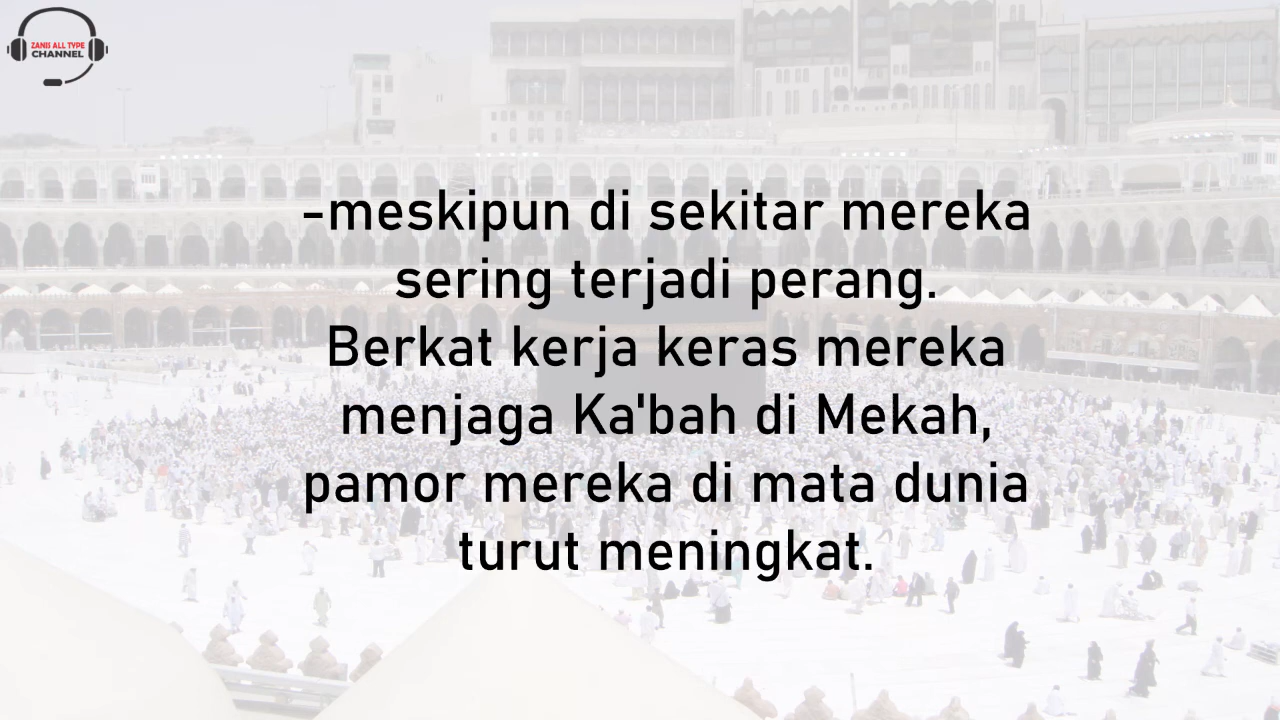 ZANIS ALL TYPE
CHANNEL
-meskipun di sekitar mereka
sering terjadi perang.
Berkat kerja keras mereka
menjaga Ka'bah di Mekah,
pamor mereka di mata dunia
turut meningkat.